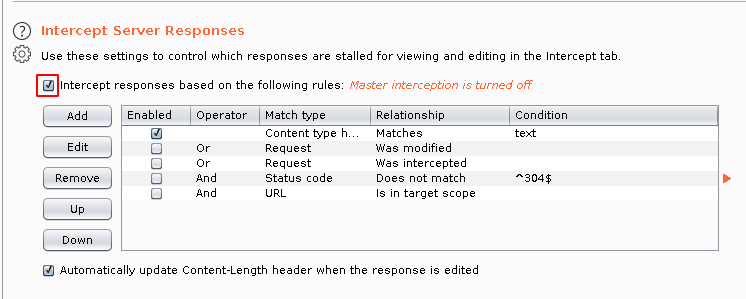 Intercept Server Responses
Use these settings to control which responses are stalled for viewing and editing in the Intercept tab.
Intercept responses based on the following rules: Master interception is turned off
Add
Edit
Remove
Up
Down
Enabled Operator Match type Relationship Condition
Content type h... Matches text
Or Request Was modified
Or Request Was intercepted
And Status code Does not match ^304$
And URL Is in target scope
Automatically update Content-Length header when the response is edited